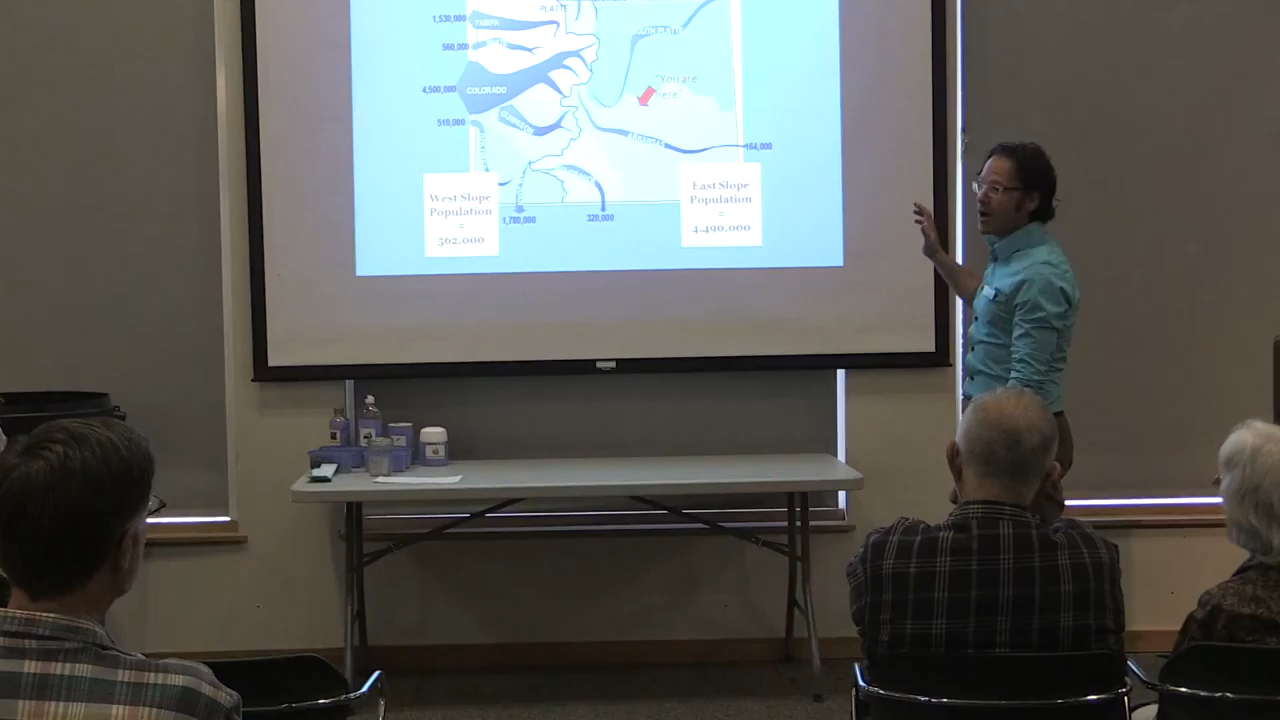 PLATTE
1,530,000
YAMPA
560,000
SOUTH PLATTE
"You are
here"
4,500,000
COLORADO
510,000
GUNNISON
ARKANSAS
164,000
West Slope
Population
=
562,000
East Slope
Population
=
4,490,000
1,780,000
320,000